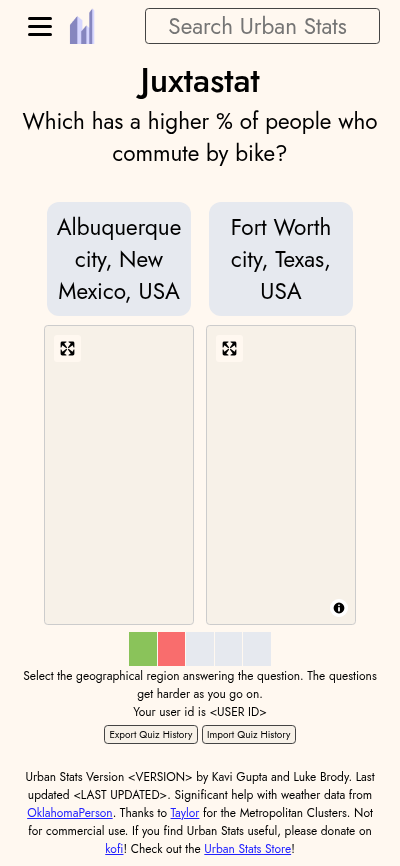 Search Urban Stats
Juxtastat
Which has a higher % of people who
commute by bike?
Albuquerque
city, New
Mexico, USA
Fort Worth
city, Texas,
USA
Select the geographical region answering the question. The questions
get harder as you go on.
Your user id is <USER ID>
Export Quiz History
Import Quiz History
Urban Stats Version <VERSION> by Kavi Gupta and Luke Brody. Last
updated <LAST UPDATED>. Significant help with weather data from
OklahomaPerson. Thanks to Taylor for the Metropolitan Clusters. Not
for commercial use. If you find Urban Stats useful, please donate on
kofi! Check out the Urban Stats Store!